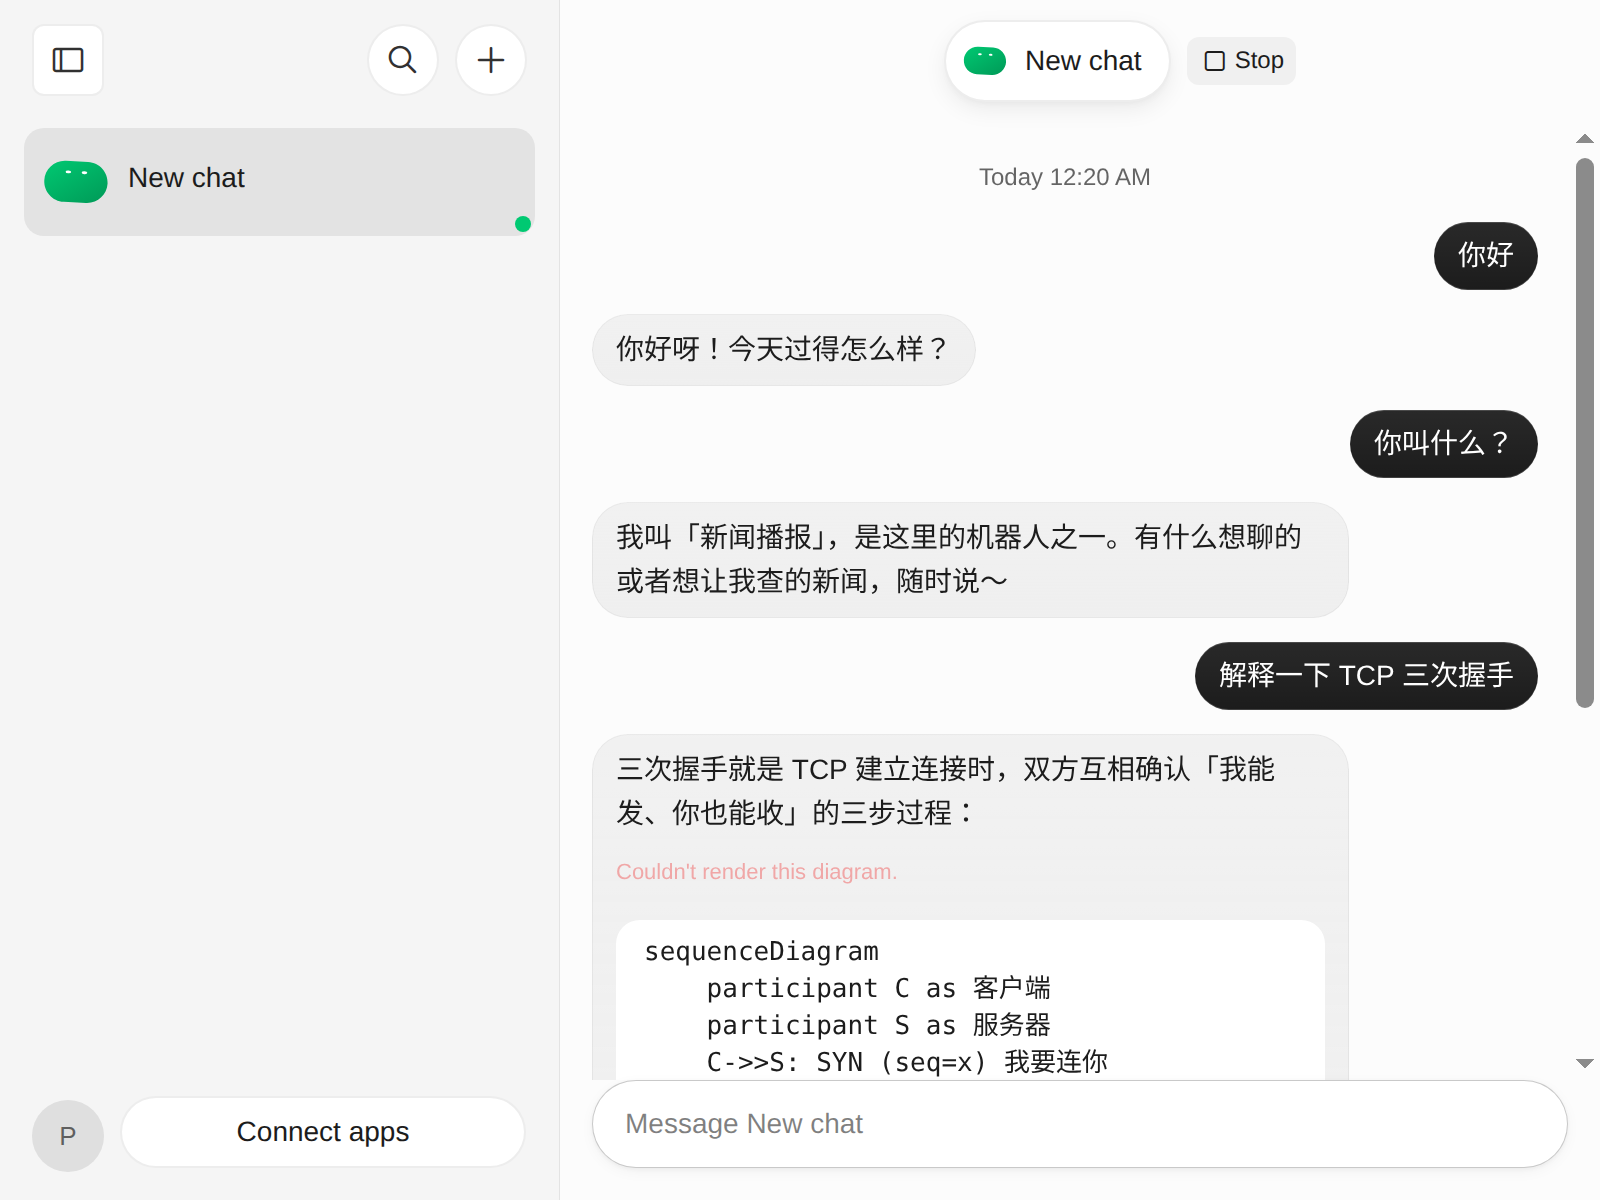 New chat
Stop
New chat
Today 12:20 AM
你好
你好呀！今天过得怎么样？
你叫什么？
我叫「新闻播报」，是这里的机器人之一。有什么想聊的
或者想让我查的新闻，随时说～
解释一下 TCP 三次握手
三次握手就是 TCP 建立连接时，双方互相确认「我能
发、你也能收」的三步过程：
Couldn't render this diagram.
sequenceDiagram
    participant C as 客户端
    participant S as 服务器
    C->>S: SYN (seq=x) 我要连你
P
Connect apps
Message New chat